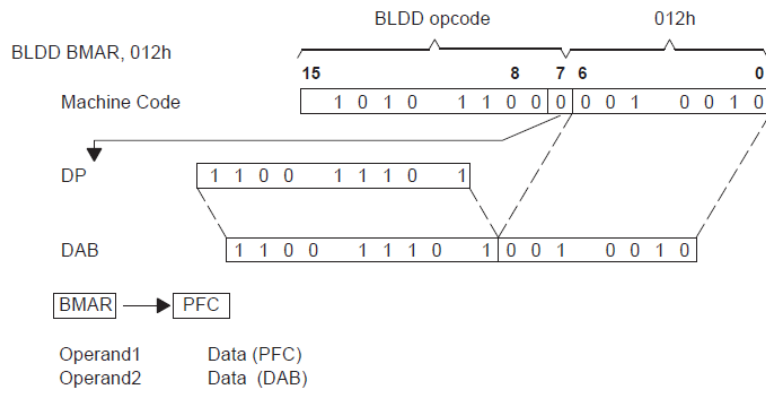 BLDD opcode 012h
BLDD BMAR, 012h
15 8 7 6 0
Machine Code 1 0 1 0 1 1 0 0 0 0 0 1 0 0 1 0
DP 1 1 0 0 1 1 1 0 1
DAB 1 1 0 0 1 1 1 0 1 0 0 1 0 0 1 0
BMAR PFC
Operand1 Data (PFC)
Operand2 Data (DAB)